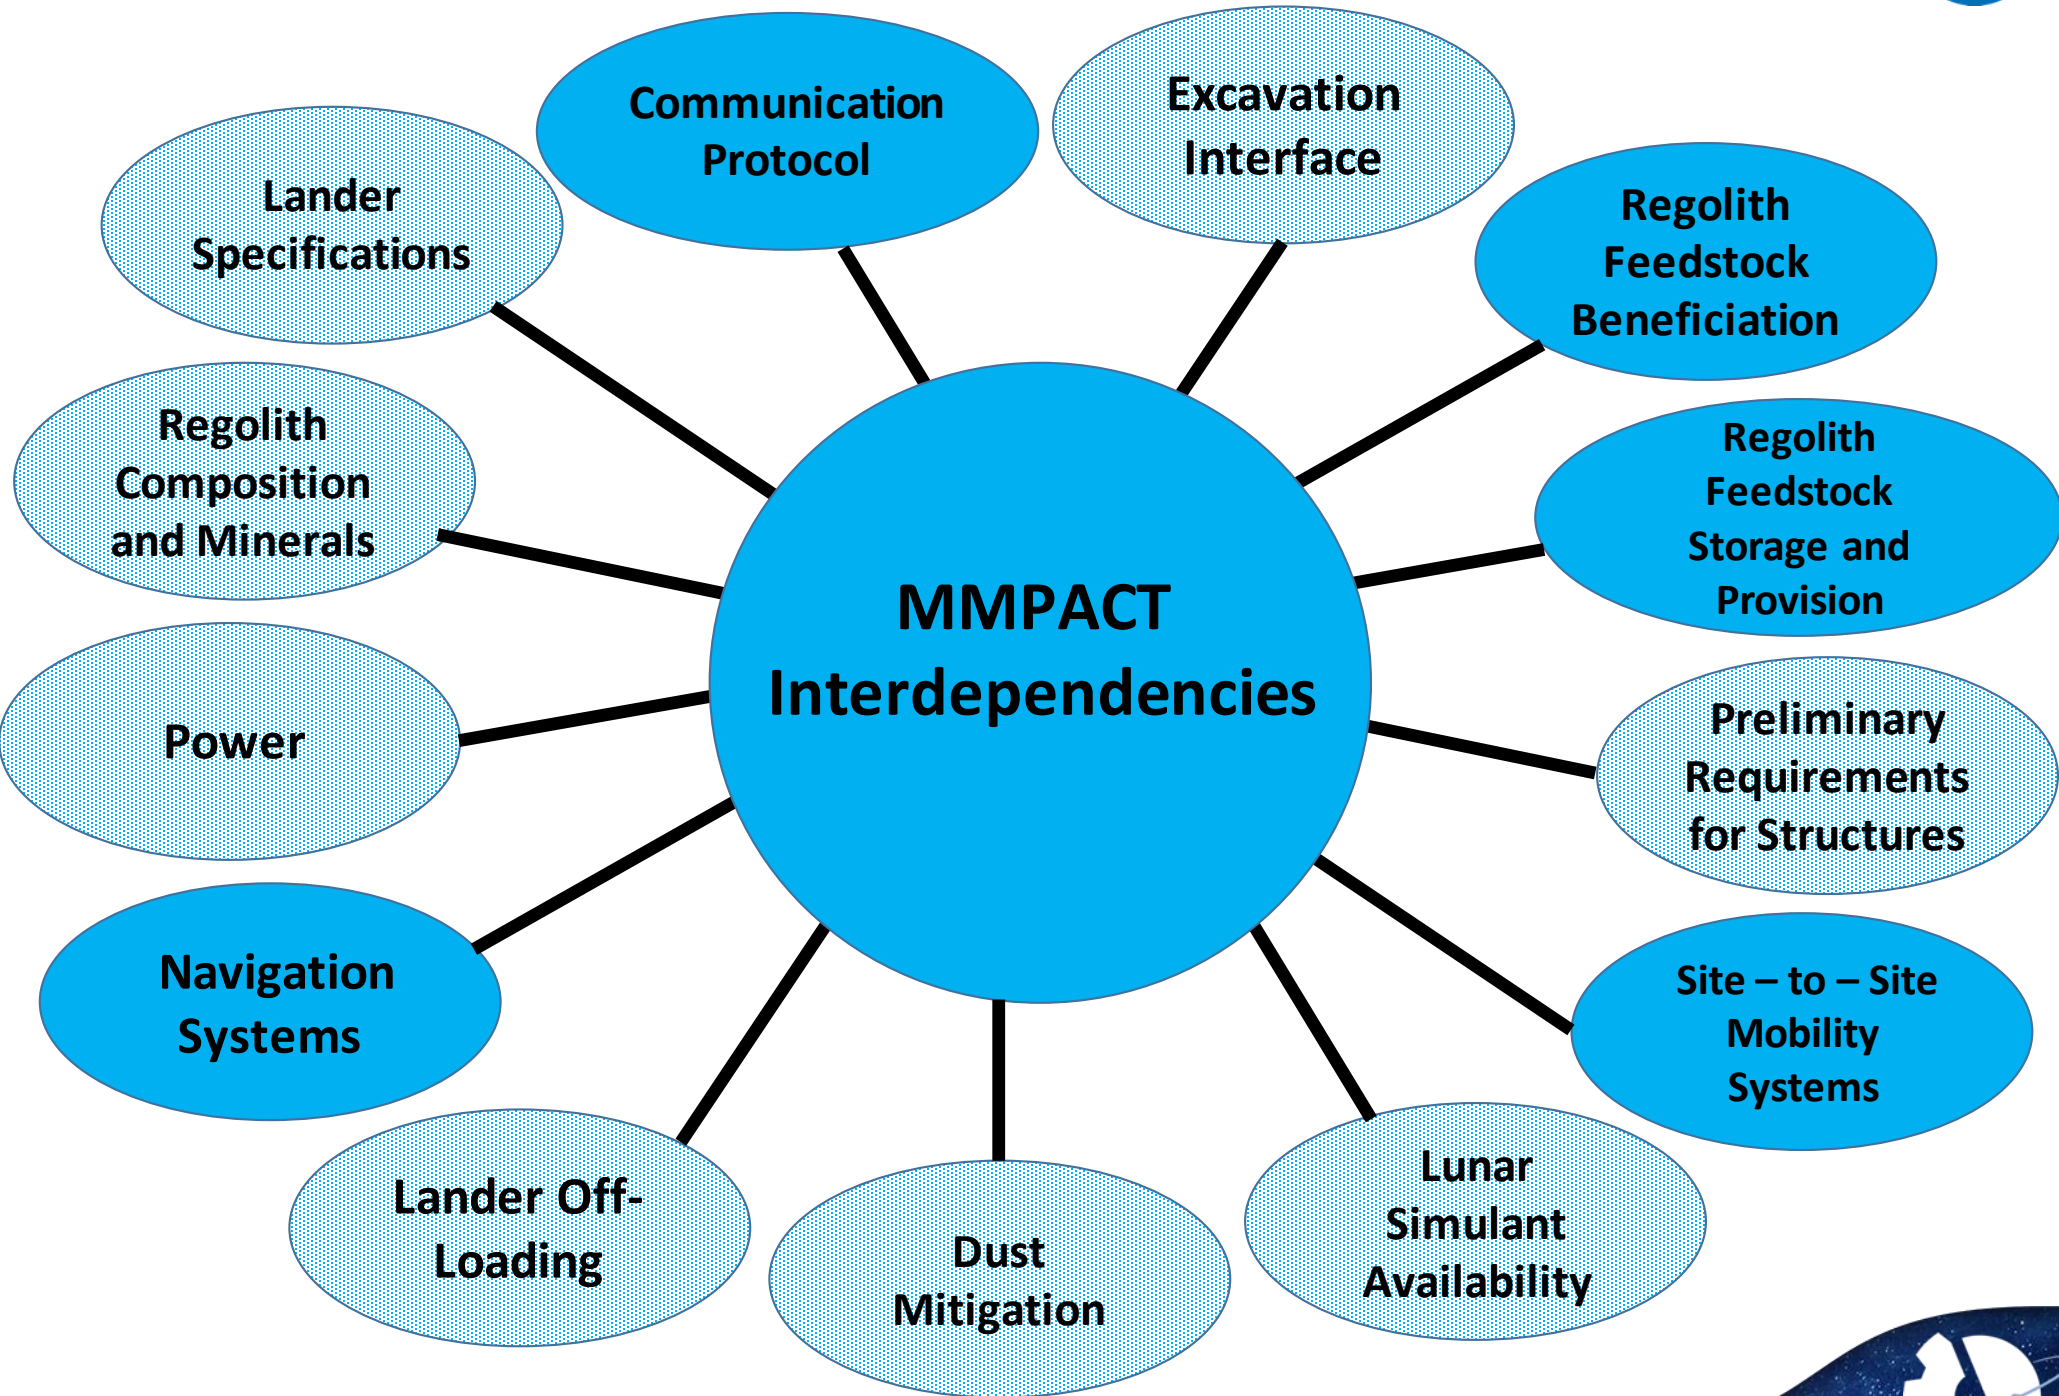 Communication
Protocol
Excavation
Interface
Lander
Specifications
Regolith
Feedstock
Beneficiation
Regolith
Composition
and Minerals
Regolith
Feedstock
Storage and
Provision
MMPACT
Interdependencies
Power
Preliminary
Requirements
for Structures
Navigation
Systems
Site – to – Site
Mobility
Systems
Lander Off-
Loading
Dust
Mitigation
Lunar
Simulant
Availability